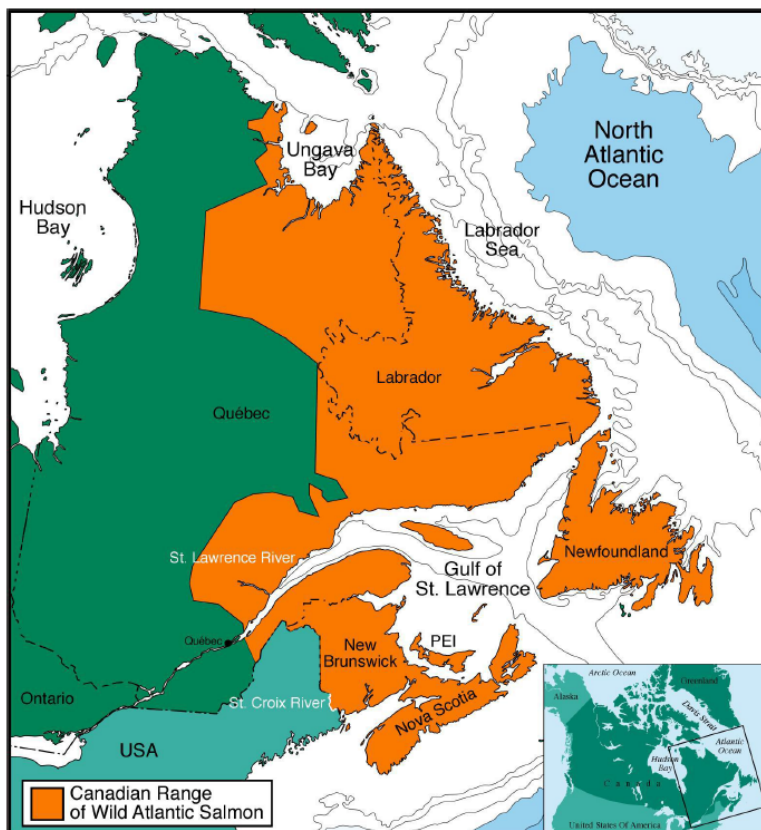 North
Atlantic
Ocean
Ungava
Bay
Hudson
Bay
Labrador
Sea
Labrador
Québec
St. Lawrence River
Newfoundland
Gulf of
St. Lawrence
Québec
New
Brunswick
PEI
Ontario
St. Croix River
Nova Scotia
USA
Canadian Range
of Wild Atlantic Salmon
Arctic Ocean
Greenland
Alaska
Davis Strait
Atlantic
Ocean
Hudson
Bay
Canada
United States Of America